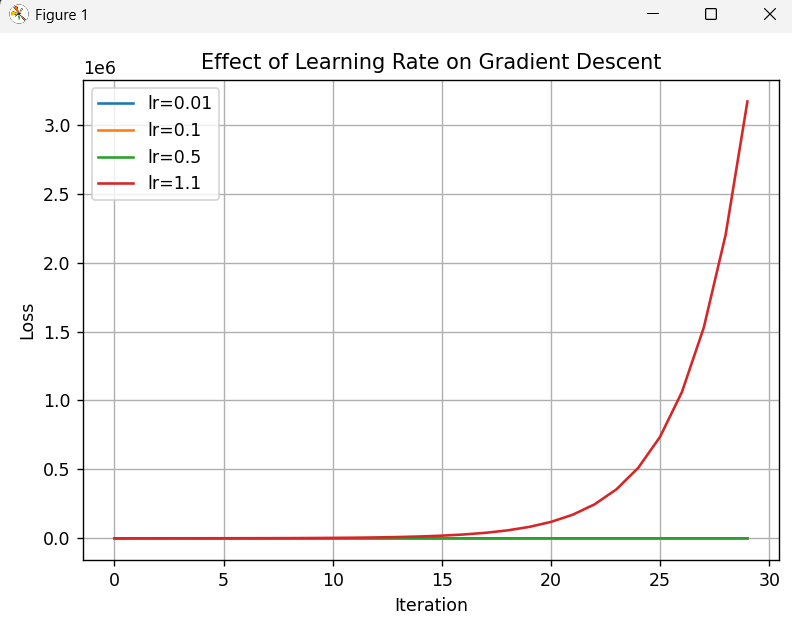 Figure 1
Effect of Learning Rate on Gradient Descent
1e6
lr=0.01
lr=0.1
lr=0.5
lr=1.1
3.0
2.5
2.0
1.5
1.0
0.5
0.0
Loss
0 5 10 15 20 25 30
Iteration